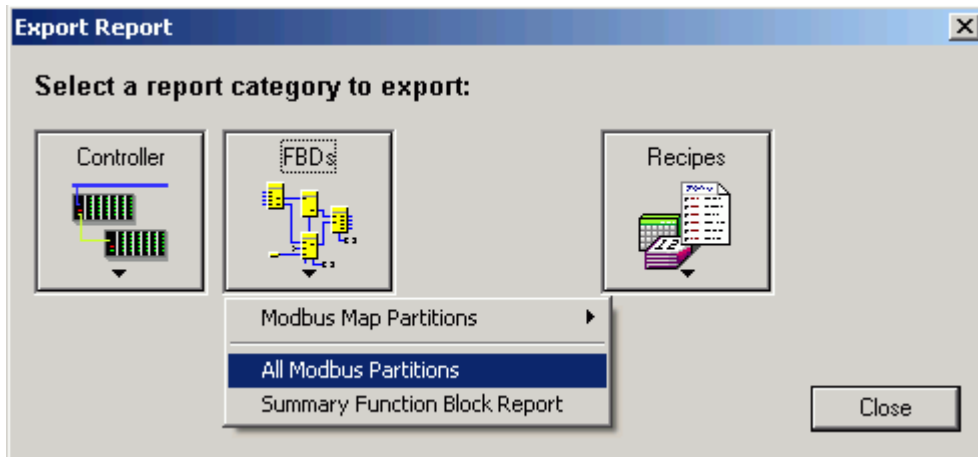 Export Report
Select a report category to export:
Controller
FBDs
Recipes
Modbus Map Partitions
All Modbus Partitions
Summary Function Block Report
Close